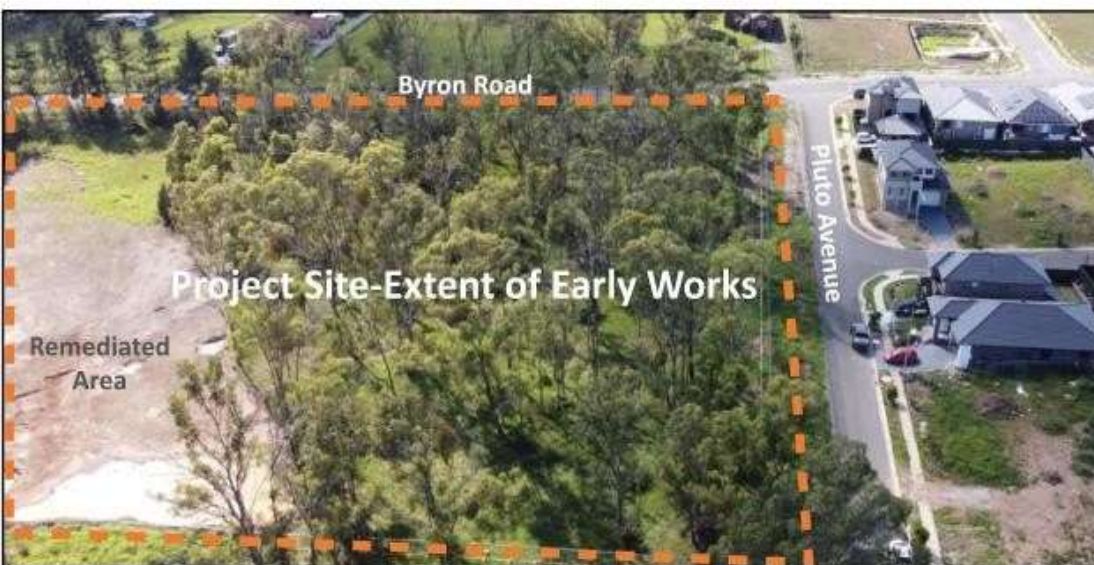 Byron Road
Pluto Avenue
Project Site-Extent of Early Works
Remediated
Area